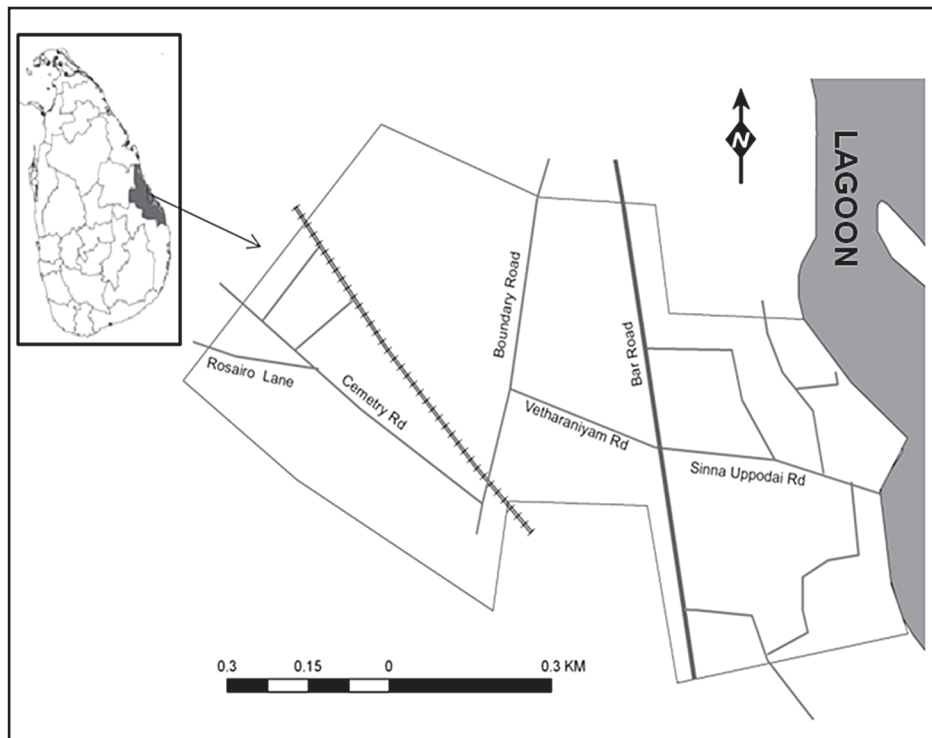 N
LAGOON
Boundary Road
Bar Road
Rosairo Lane
Cemetry Rd
Vetharaniyam Rd
Sinna Uppodai Rd
0.3 0.15 0 0.3 KM